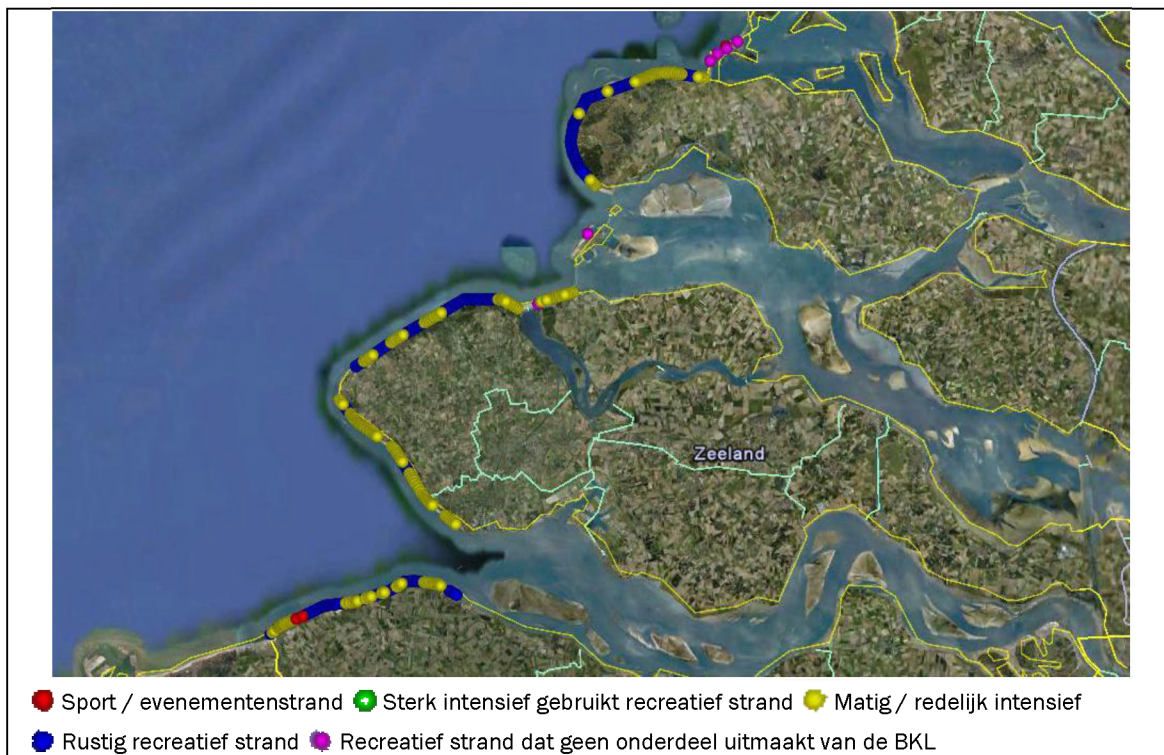 Zeeland
Sport / evenementenstrand Sterk intensief gebruikt recreatief strand Matig / redelijk intensief
Rustig recreatief strand Recreatief strand dat geen onderdeel uitmaakt van de BKL